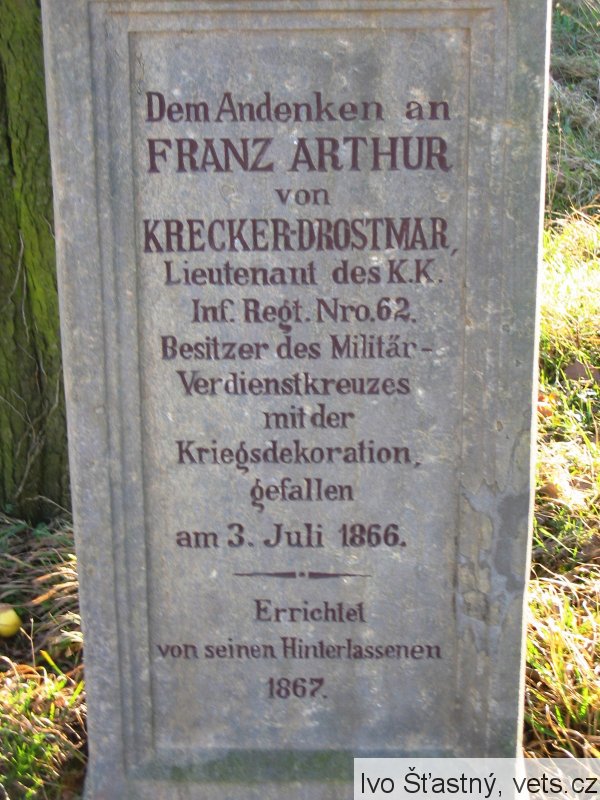 Dem Andenken an
FRANZ ARTHUR
von
KRECKER-DROSTMAR,
Lieutenant des K.K.
Inf. Regt. Nro. 62.
Besitzer des Militär-
Verdienstkreuzes
mit der
Kriegsdekoration,
gefallen
am 3. Juli 1866.
Errichtet
von seinen Hinterlassenen
1867.
Ivo Šťastný, vets.cz